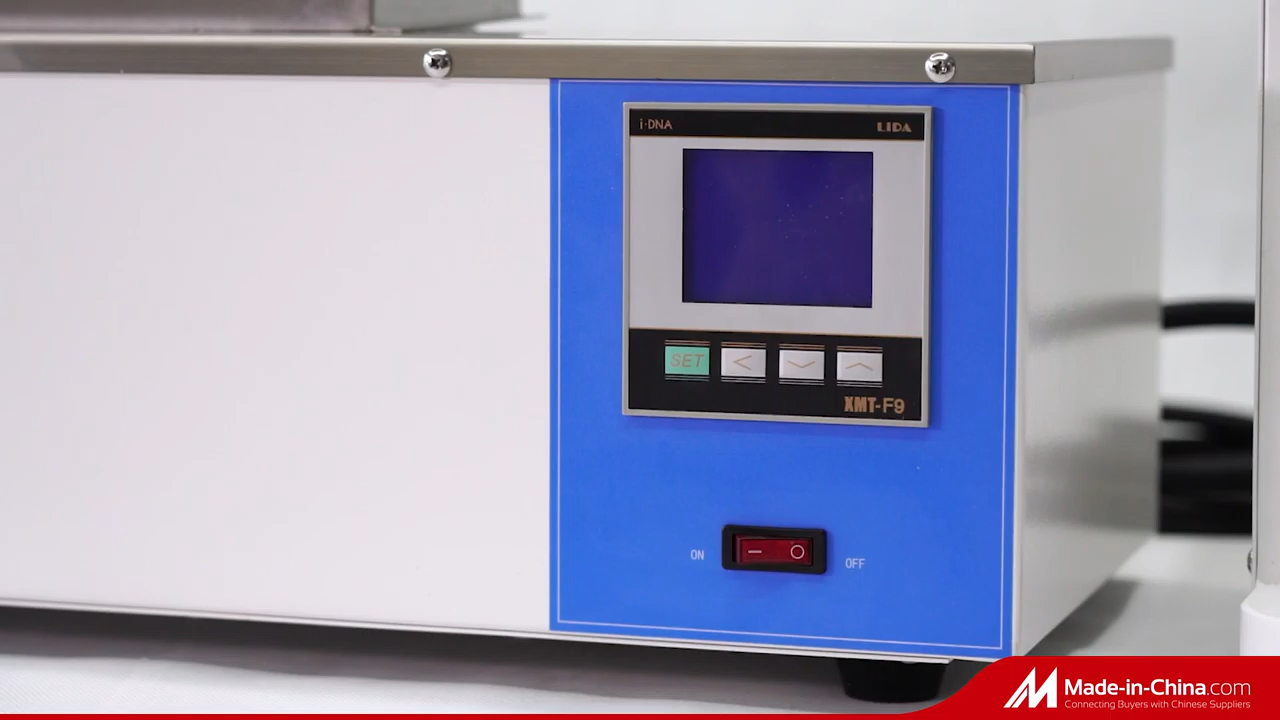 i·DNA
LIDA
SET
XMT-F9
ON
OFF
Made-in-China.com
Connecting Buyers with Chinese Suppliers